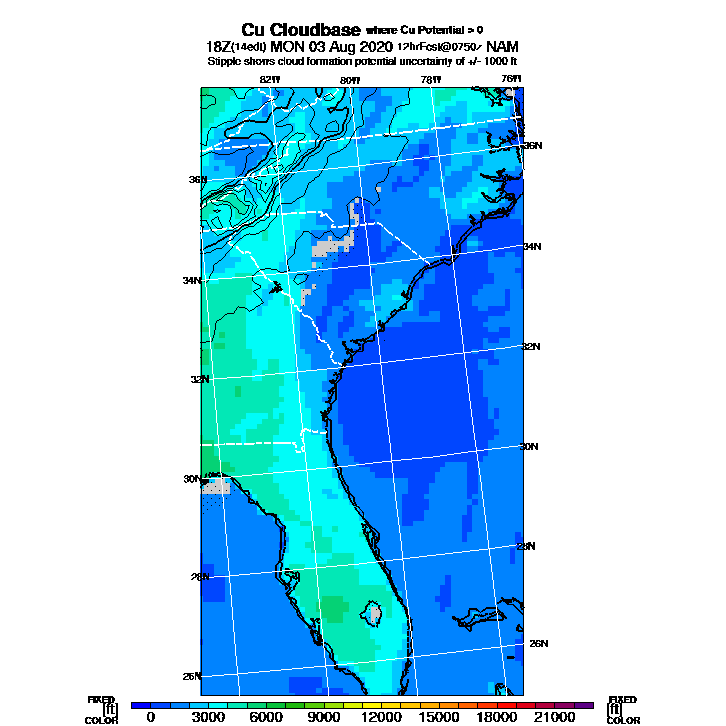 Cu Cloudbase where Cu Potential > 0
18Z(14edt) MON 03 Aug 2020 12hrFcst@0750z NAM
Stipple shows cloud formation potential uncertainty of +/- 1000 ft
82W 80W 78W 76W
36N
36N
34N
34N
32N
32N
30N
30N
28N
28N
26N
26N
FIXED FIXED
[ft] [ft]
COLOR 0 3000 6000 9000 12000 15000 18000 21000 COLOR